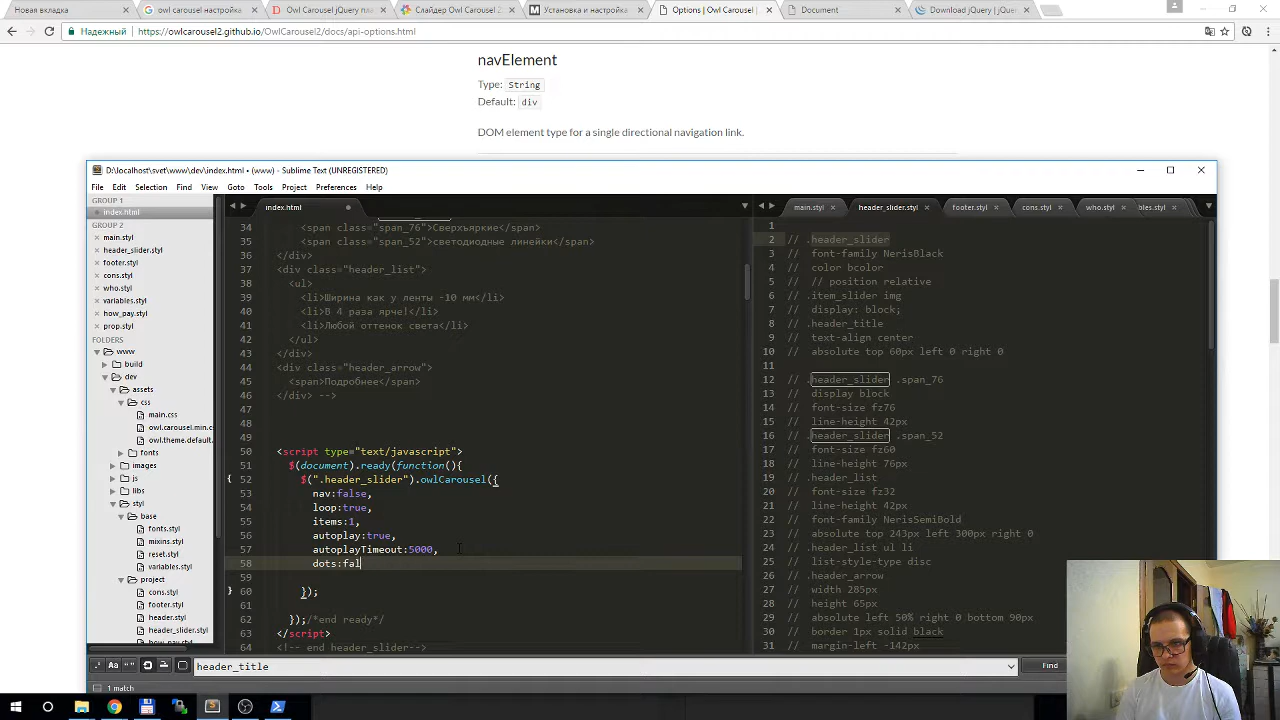 Новая вкладка
owl carousel настройка
Owl Carousel jQuery пла
Слайдер Owl Carousel 2
Установка и настройка
Options | Owl Carousel |
Document
Download jQuery | jQuery
Надежный
https://owlcarousel2.github.io/OwlCarousel2/docs/api-options.html
navElement
Type: String
Default: div
DOM element type for a single directional navigation link.
D:\localhost\svet\www\dev\index.html • (www) - Sublime Text (UNREGISTERED)
File Edit Selection Find View Goto Tools Project Preferences Help
GROUP 1
index.html
GROUP 2
main.styl
header_slider.styl
footer.styl
cons.styl
who.styl
variables.styl
how_pay.styl
prop.styl
FOLDERS
www
build
dev
assets
css
main.css
owl.carousel.min.c
owl.theme.default.
fonts
images
js
libs
styl
base
fonts.styl
mixins.styl
reset.styl
variables.styl
project
cons.styl
footer.styl
header.styl
header_slider.styl
how_pay.styl
index.html
34 <span class="span_76">Сверхъяркие</span>
35 <span class="span_52">светодиодные линейки</span>
36 </div>
37 <div class="header_list">
38 <ul>
39 <li>Ширина как у ленты -10 мм</li>
40 <li>В 4 раза ярче!</li>
41 <li>Любой оттенок света</li>
42 </ul>
43 </div>
44 <div class="header_arrow">
45 <span>Подробнее</span>
46 </div> -->
47
48
49
50 <script type="text/javascript">
51 $(document).ready(function(){
52 $(".header_slider").owlCarousel({
53 nav:false,
54 loop:true,
55 items:1,
56 autoplay:true,
57 autoplayTimeout:5000,
58 dots:fal
59
60 });
61
62 });/*end ready*/
63 </script>
64 <!-- end header_slider-->
main.styl
header_slider.styl
footer.styl
cons.styl
who.styl
bles.styl
1
2 // .header_slider
3 // font-family NerisBlack
4 // color bcolor
5 // // position relative
6 // .item_slider img
7 // display: block;
8 // .header_title
9 // text-align center
10 // absolute top 60px left 0 right 0
11
12 // .header_slider .span_76
13 // display block
14 // font-size fz76
15 // line-height 42px
16 // .header_slider .span_52
17 // font-size fz60
18 // line-height 76px
19 // .header_list
20 // font-size fz32
21 // line-height 42px
22 // font-family NerisSemiBold
23 // absolute top 243px left 300px right 0
24 // .header_list ul li
25 // list-style-type disc
26 // .header_arrow
27 // width 285px
28 // height 65px
29 // absolute left 50% right 0 bottom 90px
30 // border 1px solid black
31 // margin-left -142px
header_title
Find
1 match